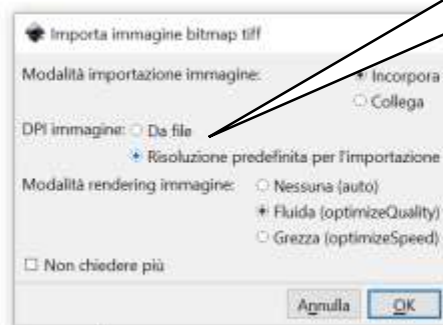 Importa immagine bitmap tiff
Modalità importazione immagine: Incorpora
Collega
DPI immagine: Da file
Risoluzione predefinita per l'importazione
Modalità rendering immagine: Nessuna (auto)
Fluida (optimizeQuality)
Grezza (optimizeSpeed)
Non chiedere più
Annulla OK